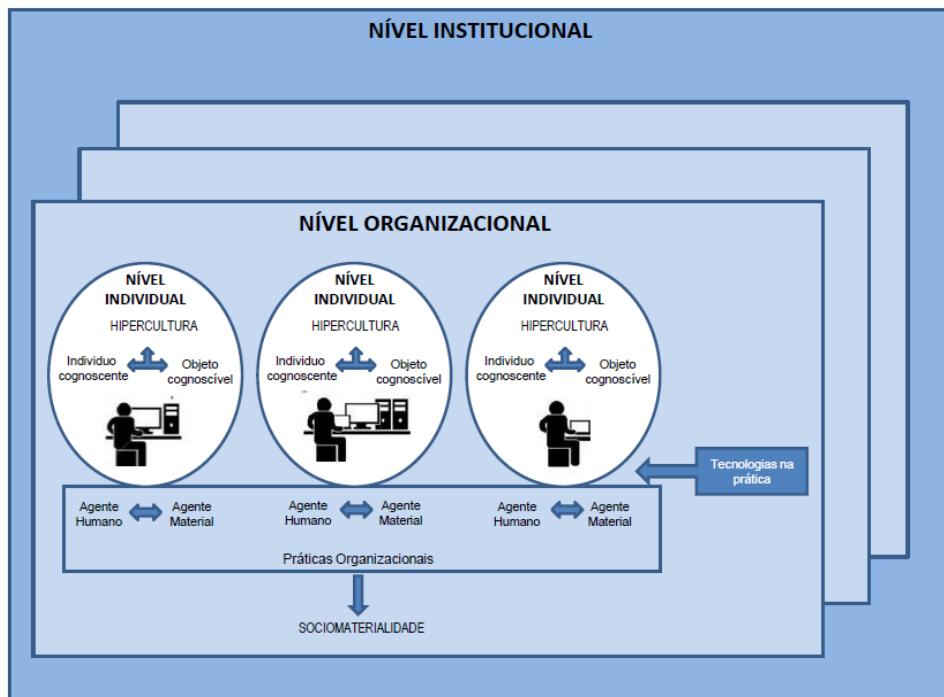 NÍVEL INSTITUCIONAL
NÍVEL ORGANIZACIONAL
NÍVEL
INDIVIDUAL
HIPERCULTURA
Individuo
cognoscente
Objeto
cognoscível
NÍVEL
INDIVIDUAL
HIPERCULTURA
Individuo
cognoscente
Objeto
cognoscível
NÍVEL
INDIVIDUAL
HIPERCULTURA
Individuo
cognoscente
Objeto
cognoscível
Tecnologias na
prática
Agente
Humano
Agente
Material
Agente
Humano
Agente
Material
Agente
Humano
Agente
Material
Práticas Organizacionais
SOCIOMATERIALIDADE